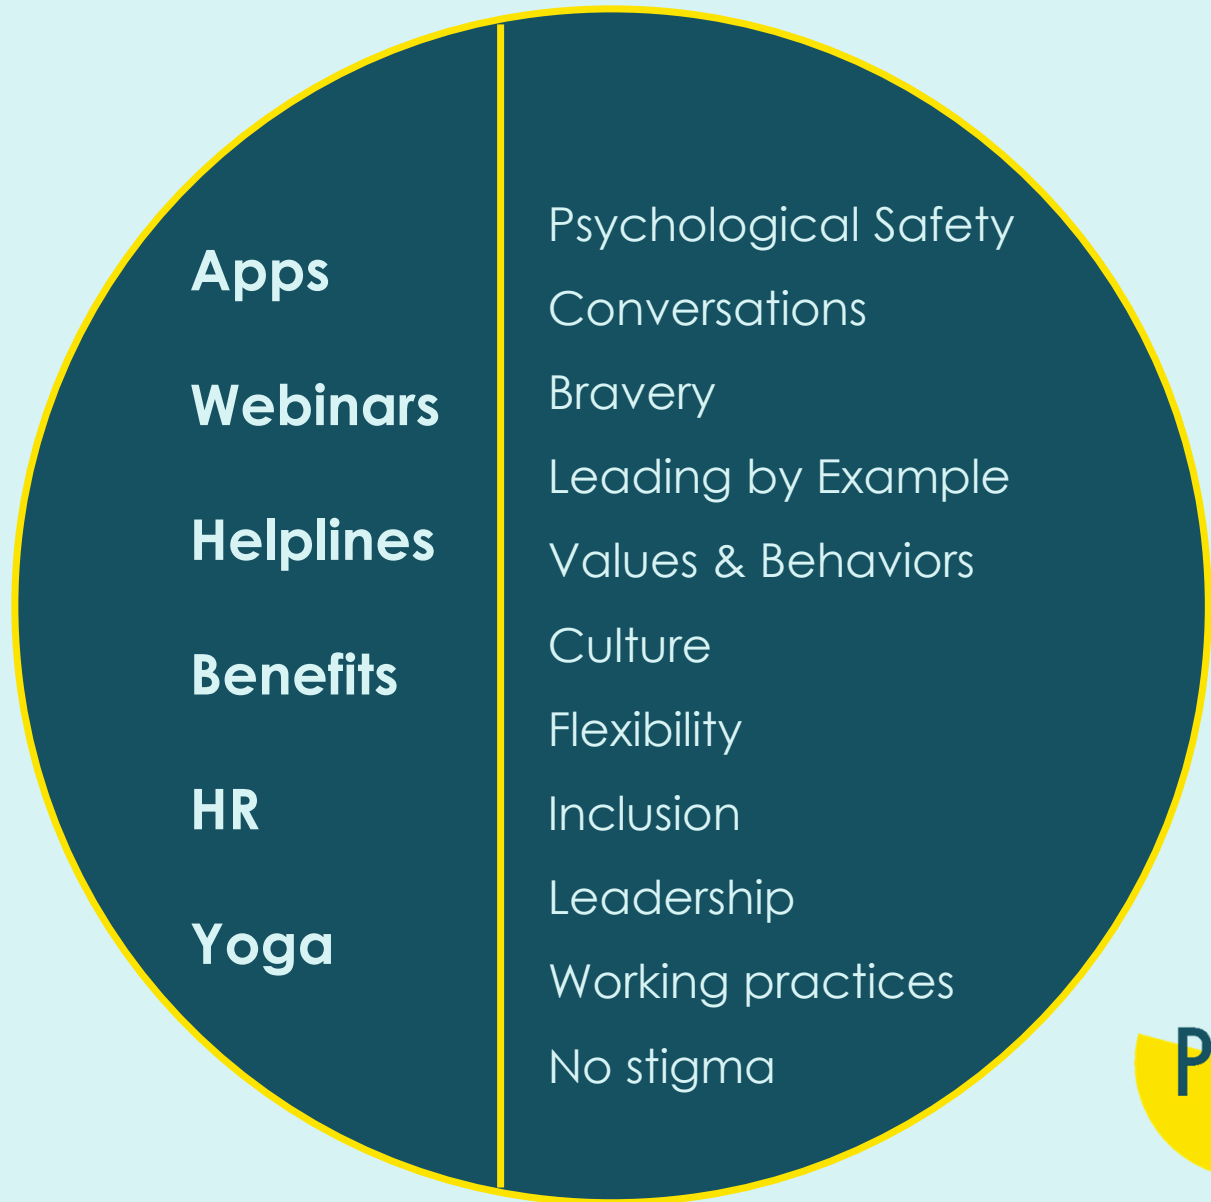 Apps
Webinars
Helplines
Benefits
HR
Yoga
Psychological Safety
Conversations
Bravery
Leading by Example
Values & Behaviors
Culture
Flexibility
Inclusion
Leadership
Working practices
No stigma
P